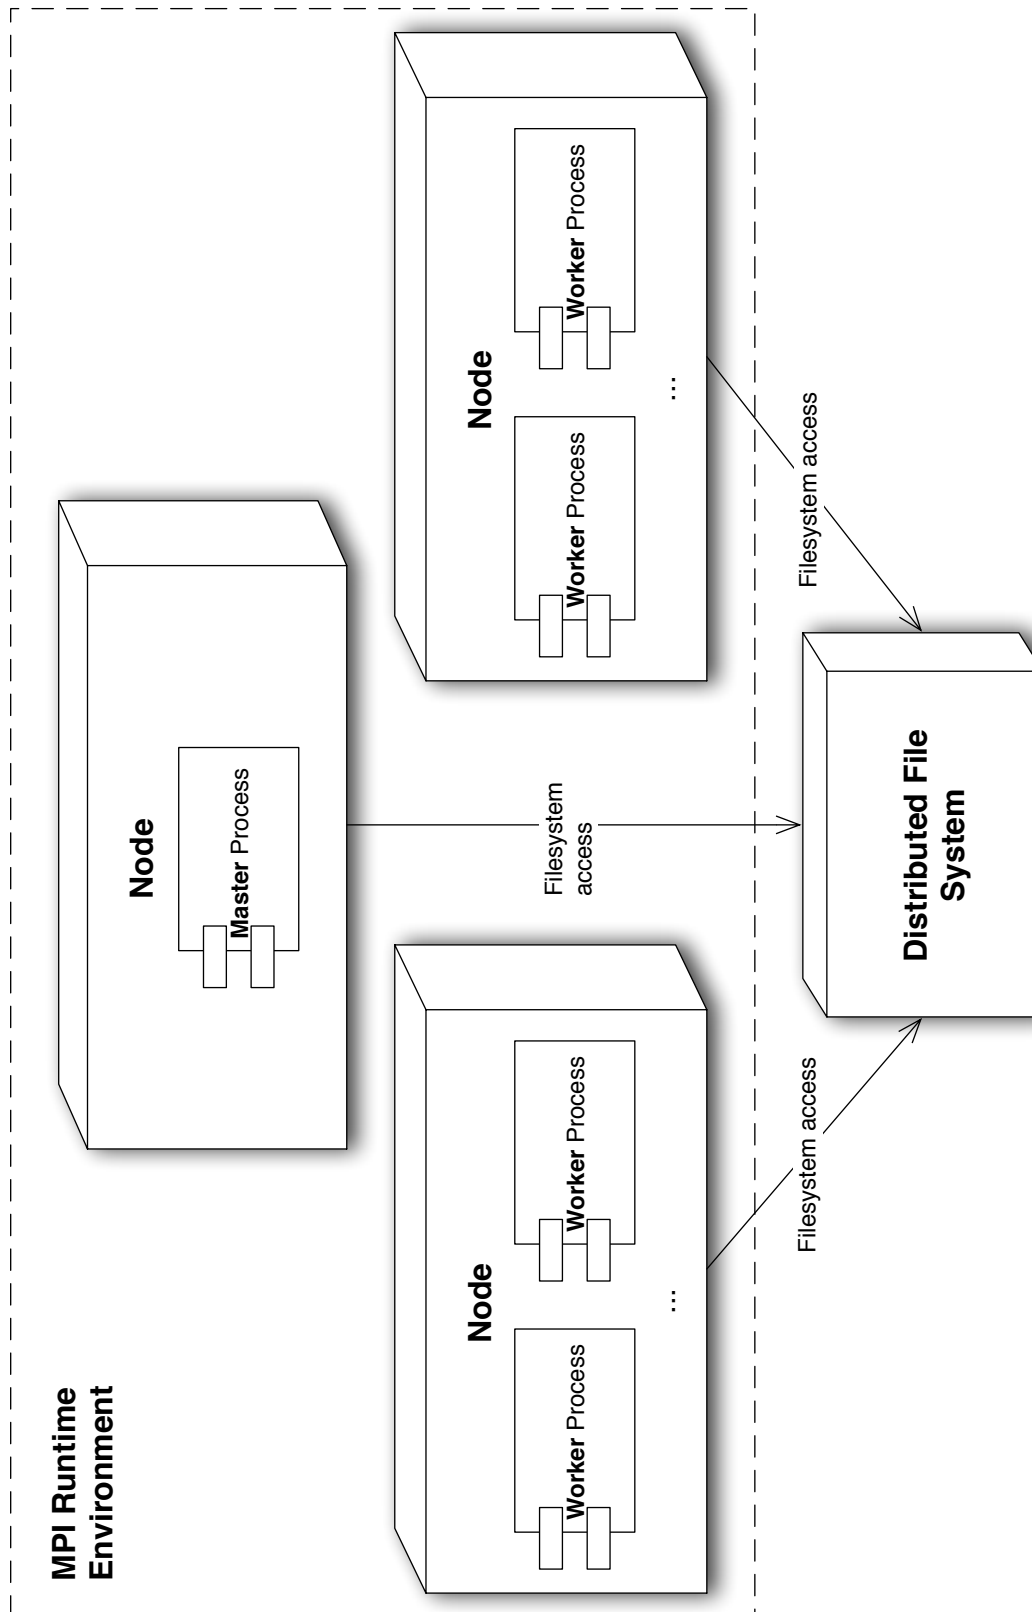 MPI Runtime
Environment
Node
Master Process
Node
Worker Process
Worker Process
...
Node
Worker Process
Worker Process
...
Filesystem access
Filesystem
access
Filesystem access
Distributed File
System